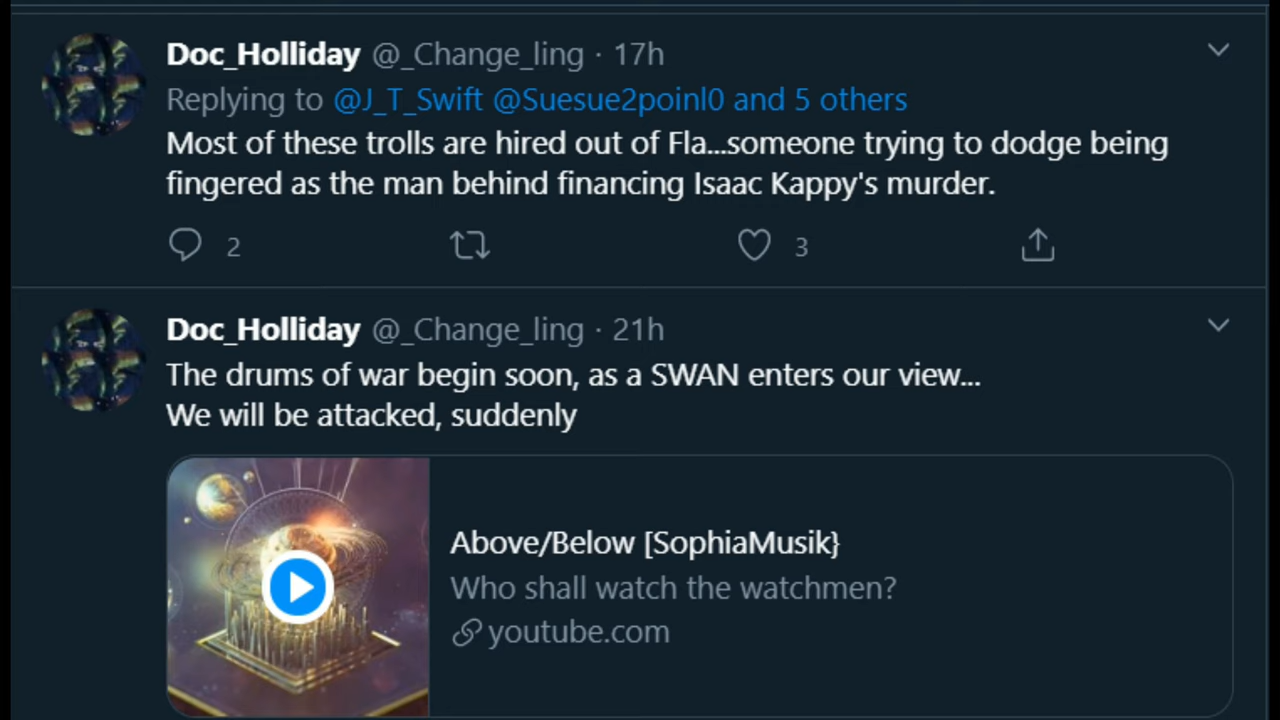 Doc_Holliday @_Change_ling · 17h
Replying to @J_T_Swift @Suesue2poinl0 and 5 others
Most of these trolls are hired out of Fla...someone trying to dodge being
fingered as the man behind financing Isaac Kappy's murder.
2 3
Doc_Holliday @_Change_ling · 21h
The drums of war begin soon, as a SWAN enters our view...
We will be attacked, suddenly
Above/Below [SophiaMusik}
Who shall watch the watchmen?
youtube.com